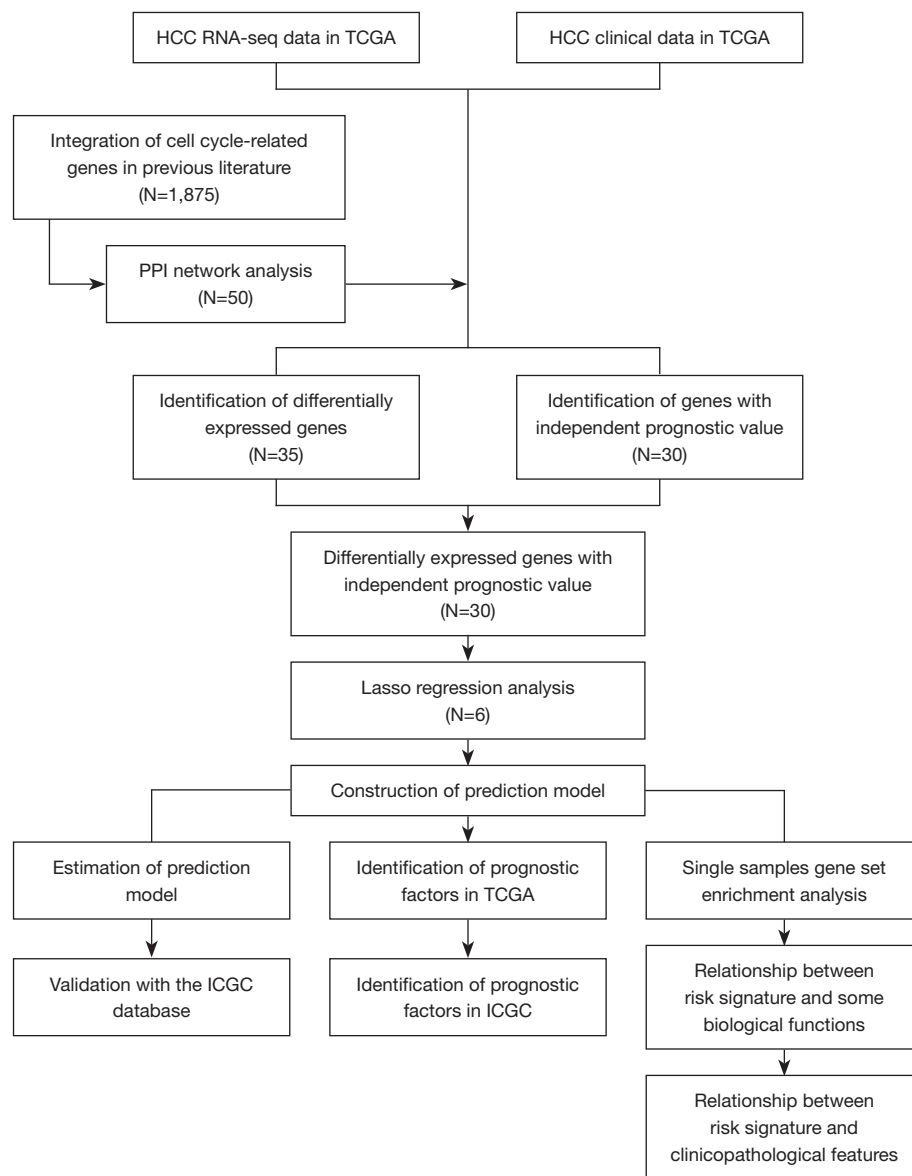 HCC RNA-seq data in TCGA
HCC clinical data in TCGA
Integration of cell cycle-related
genes in previous literature
(N=1,875)
PPI network analysis
(N=50)
Identification of differentially
expressed genes
(N=35)
Identification of genes with
independent prognostic value
(N=30)
Differentially expressed genes with
independent prognostic value
(N=30)
Lasso regression analysis
(N=6)
Construction of prediction model
Estimation of prediction
model
Identification of prognostic
factors in TCGA
Single samples gene set
enrichment analysis
Validation with the ICGC
database
Identification of prognostic
factors in ICGC
Relationship between
risk signature and some
biological functions
Relationship between
risk signature and
clinicopathological features